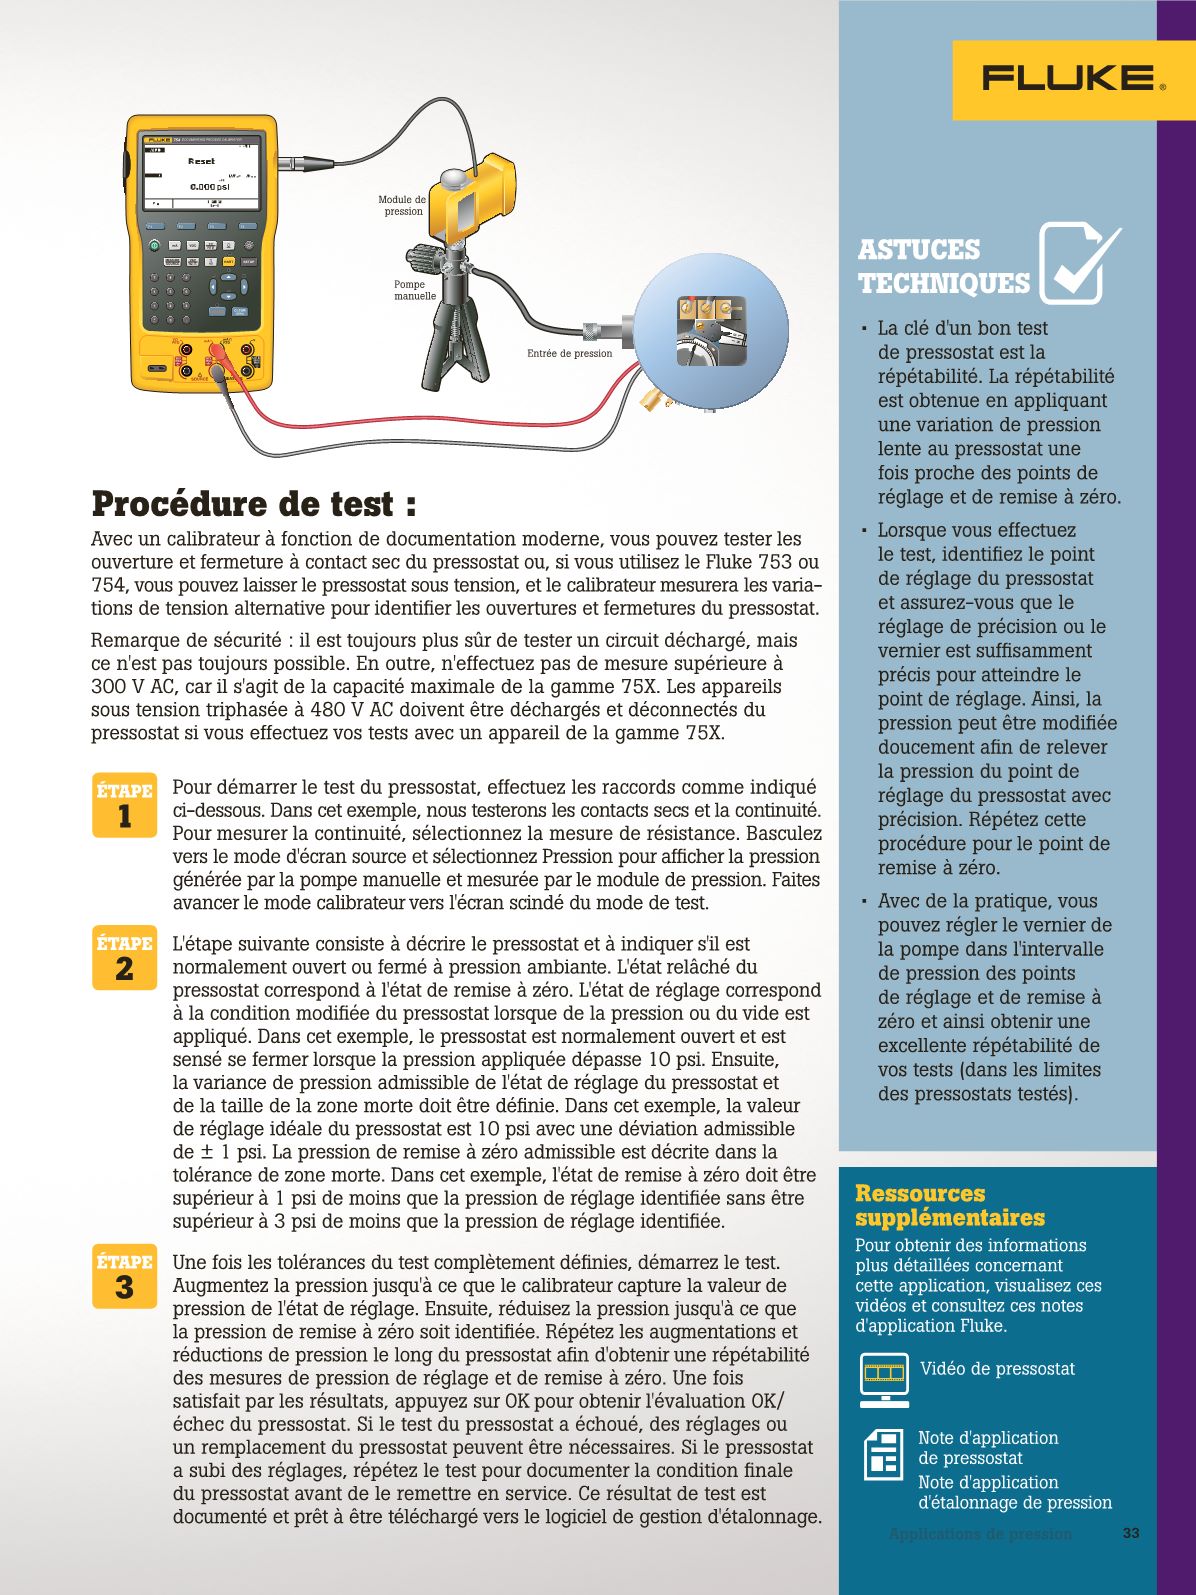 FLUKE®
FLUKE 754 DOCUMENTING PROCESS CALIBRATOR
Reset
0.000 psi
Module de
pression
Pompe
manuelle
Entrée de pression
Procédure de test :
Avec un calibrateur à fonction de documentation moderne, vous pouvez tester les
ouverture et fermeture à contact sec du pressostat ou, si vous utilisez le Fluke 753 ou
754, vous pouvez laisser le pressostat sous tension, et le calibrateur mesurera les varia-
tions de tension alternative pour identifier les ouvertures et fermetures du pressostat.
Remarque de sécurité : il est toujours plus sûr de tester un circuit déchargé, mais
ce n'est pas toujours possible. En outre, n'effectuez pas de mesure supérieure à
300 V AC, car il s'agit de la capacité maximale de la gamme 75X. Les appareils
sous tension triphasée à 480 V AC doivent être déchargés et déconnectés du
pressostat si vous effectuez vos tests avec un appareil de la gamme 75X.
ÉTAPE
1
Pour démarrer le test du pressostat, effectuez les raccords comme indiqué
ci-dessous. Dans cet exemple, nous testerons les contacts secs et la continuité.
Pour mesurer la continuité, sélectionnez la mesure de résistance. Basculez
vers le mode d'écran source et sélectionnez Pression pour afficher la pression
générée par la pompe manuelle et mesurée par le module de pression. Faites
avancer le mode calibrateur vers l'écran scindé du mode de test.
ÉTAPE
2
L'étape suivante consiste à décrire le pressostat et à indiquer s'il est
normalement ouvert ou fermé à pression ambiante. L'état relâché du
pressostat correspond à l'état de remise à zéro. L'état de réglage correspond
à la condition modifiée du pressostat lorsque de la pression ou du vide est
appliqué. Dans cet exemple, le pressostat est normalement ouvert et est
sensé se fermer lorsque la pression appliquée dépasse 10 psi. Ensuite,
la variance de pression admissible de l'état de réglage du pressostat et
de la taille de la zone morte doit être définie. Dans cet exemple, la valeur
de réglage idéale du pressostat est 10 psi avec une déviation admissible
de ± 1 psi. La pression de remise à zéro admissible est décrite dans la
tolérance de zone morte. Dans cet exemple, l'état de remise à zéro doit être
supérieur à 1 psi de moins que la pression de réglage identifiée sans être
supérieur à 3 psi de moins que la pression de réglage identifiée.
ÉTAPE
3
Une fois les tolérances du test complètement définies, démarrez le test.
Augmentez la pression jusqu'à ce que le calibrateur capture la valeur de
pression de l'état de réglage. Ensuite, réduisez la pression jusqu'à ce que
la pression de remise à zéro soit identifiée. Répétez les augmentations et
réductions de pression le long du pressostat afin d'obtenir une répétabilité
des mesures de pression de réglage et de remise à zéro. Une fois
satisfait par les résultats, appuyez sur OK pour obtenir l'évaluation OK/
échec du pressostat. Si le test du pressostat a échoué, des réglages ou
un remplacement du pressostat peuvent être nécessaires. Si le pressostat
a subi des réglages, répétez le test pour documenter la condition finale
du pressostat avant de le remettre en service. Ce résultat de test est
documenté et prêt à être téléchargé vers le logiciel de gestion d'étalonnage.
ASTUCES
TECHNIQUES
· La clé d'un bon test
de pressostat est la
répétabilité. La répétabilité
est obtenue en appliquant
une variation de pression
lente au pressostat une
fois proche des points de
réglage et de remise à zéro.
· Lorsque vous effectuez
le test, identifiez le point
de réglage du pressostat
et assurez-vous que le
réglage de précision ou le
vernier est suffisamment
précis pour atteindre le
point de réglage. Ainsi, la
pression peut être modifiée
doucement afin de relever
la pression du point de
réglage du pressostat avec
précision. Répétez cette
procédure pour le point de
remise à zéro.
· Avec de la pratique, vous
pouvez régler le vernier de
la pompe dans l'intervalle
de pression des points
de réglage et de remise à
zéro et ainsi obtenir une
excellente répétabilité de
vos tests (dans les limites
des pressostats testés).
Ressources
supplémentaires
Pour obtenir des informations
plus détaillées concernant
cette application, visualisez ces
vidéos et consultez ces notes
d'application Fluke.
Vidéo de pressostat
Note d'application
de pressostat
Note d'application
d'étalonnage de pression
Applications de pression 33